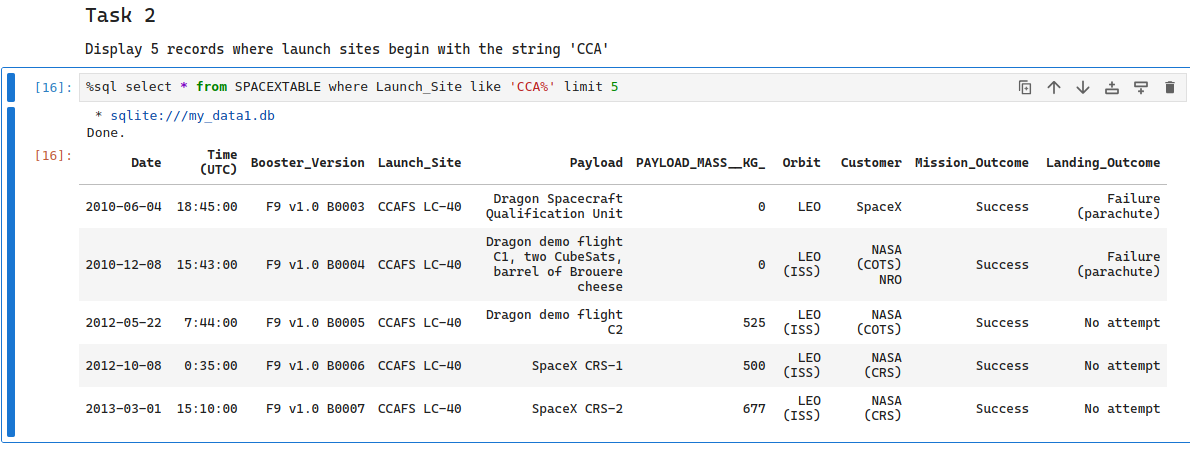 Task 2
Display 5 records where launch sites begin with the string 'CCA'
[16]: %sql select * from SPACEXTABLE where Launch_Site like 'CCA%' limit 5
* sqlite:///my_data1.db
Done.
[16]:
Date Time (UTC) Booster_Version Launch_Site Payload PAYLOAD_MASS__KG_ Orbit Customer Mission_Outcome Landing_Outcome
2010-06-04 18:45:00 F9 v1.0 B0003 CCAFS LC-40 Dragon Spacecraft Qualification Unit 0 LEO SpaceX Success Failure (parachute)
2010-12-08 15:43:00 F9 v1.0 B0004 CCAFS LC-40 Dragon demo flight C1, two CubeSats, barrel of Brouere cheese 0 LEO (ISS) NASA (COTS) NRO Success Failure (parachute)
2012-05-22 7:44:00 F9 v1.0 B0005 CCAFS LC-40 Dragon demo flight C2 525 LEO (ISS) NASA (COTS) Success No attempt
2012-10-08 0:35:00 F9 v1.0 B0006 CCAFS LC-40 SpaceX CRS-1 500 LEO (ISS) NASA (CRS) Success No attempt
2013-03-01 15:10:00 F9 v1.0 B0007 CCAFS LC-40 SpaceX CRS-2 677 LEO (ISS) NASA (CRS) Success No attempt